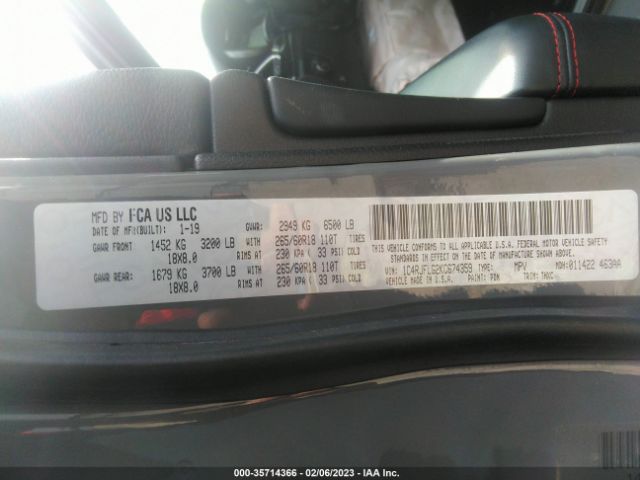 MFD BY FCA US LLC
DATE OF MFR(BUILT): 1-19 GVWR: 2949 KG 6500 LB
GAWR FRONT: 1452 KG 3200 LB WITH 265/60R18 110T TIRES
18X8.0 RIMS AT 230 KPA ( 33 PSI) COLD
GAWR REAR: 1679 KG 3700 LB WITH 265/60R18 110T TIRES
18X8.0 RIMS AT 230 KPA ( 33 PSI) COLD
THIS VEHICLE CONFORMS TO ALL APPLICABLE U.S.A. FEDERAL MOTOR VEHICLE SAFETY
STANDARDS IN EFFECT ON THE DATE OF MANUFACTURE SHOWN ABOVE.
VIN: 1C4RJFLG2KC674359 TYPE: MPV MDH:011422 463AA
VEHICLE MADE IN U.S.A. PAINT: PDN TRIM:
000-35714366 - 02/06/2023 - IAA Inc.